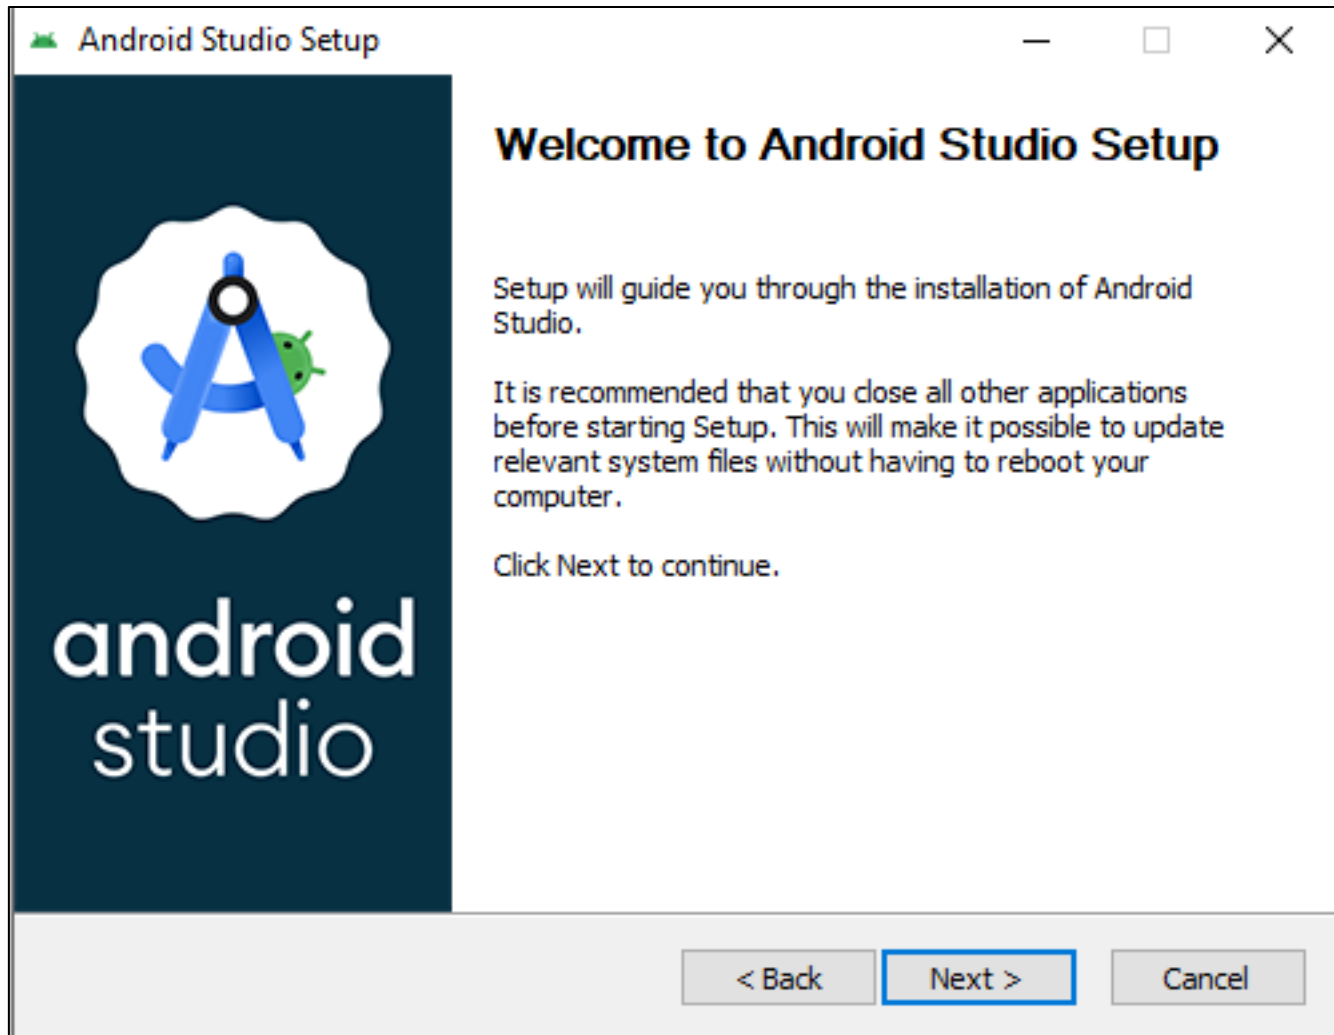 Android Studio Setup
Welcome to Android Studio Setup
Setup will guide you through the installation of Android
Studio.
It is recommended that you close all other applications
before starting Setup. This will make it possible to update
relevant system files without having to reboot your
computer.
Click Next to continue.
android
studio
< Back
Next >
Cancel